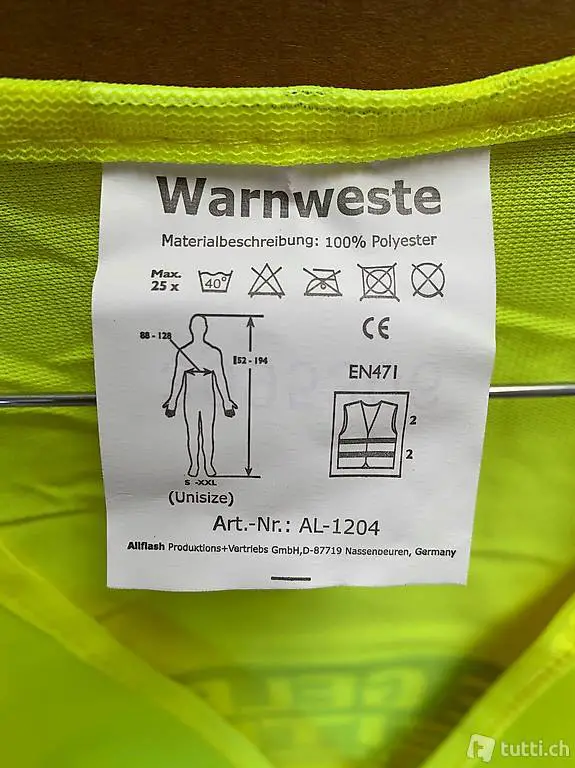 Warnweste
Materialbeschreibung: 100% Polyester
Max.
25 x
40°
88 - 128
152 - 194
CE
EN471
2
2
S -XXL
(Unisize)
Art.-Nr.: AL-1204
Allflash Produktions+Vertriebs GmbH,D-87719 Nassenbeuren, Germany
tutti.ch